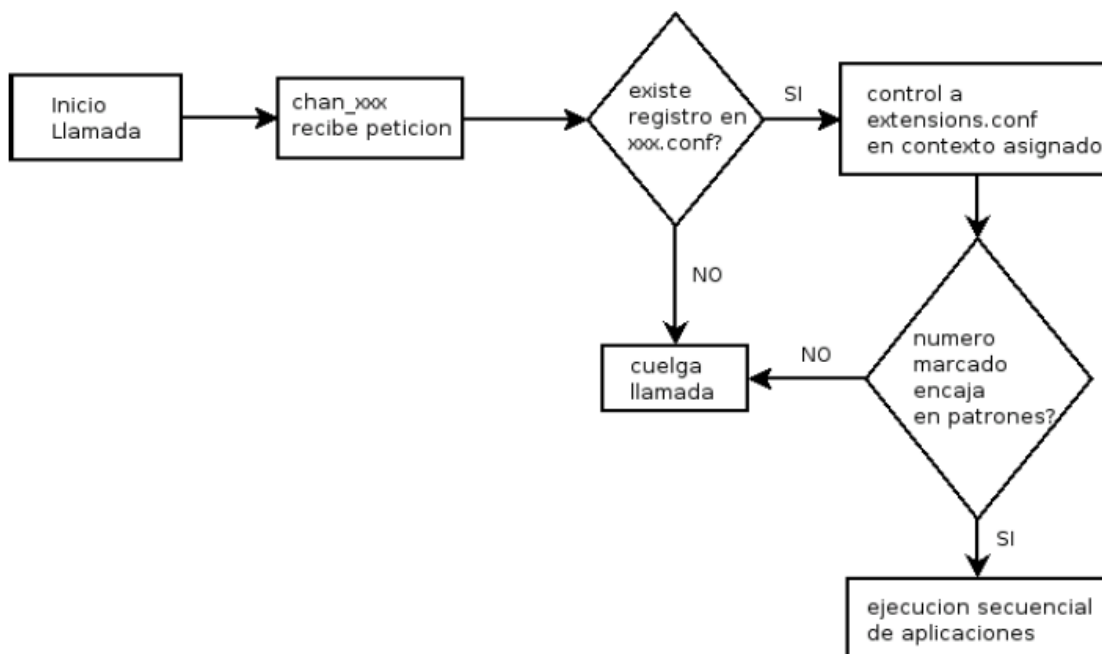 Inicio
Llamada
chan_xxx
recibe peticion
existe
registro en
xxx.conf?
SI
control a
extensions.conf
en contexto asignado
NO
cuelga
llamada
NO
numero
marcado
encaja
en patrones?
SI
ejecucion secuencial
de aplicaciones